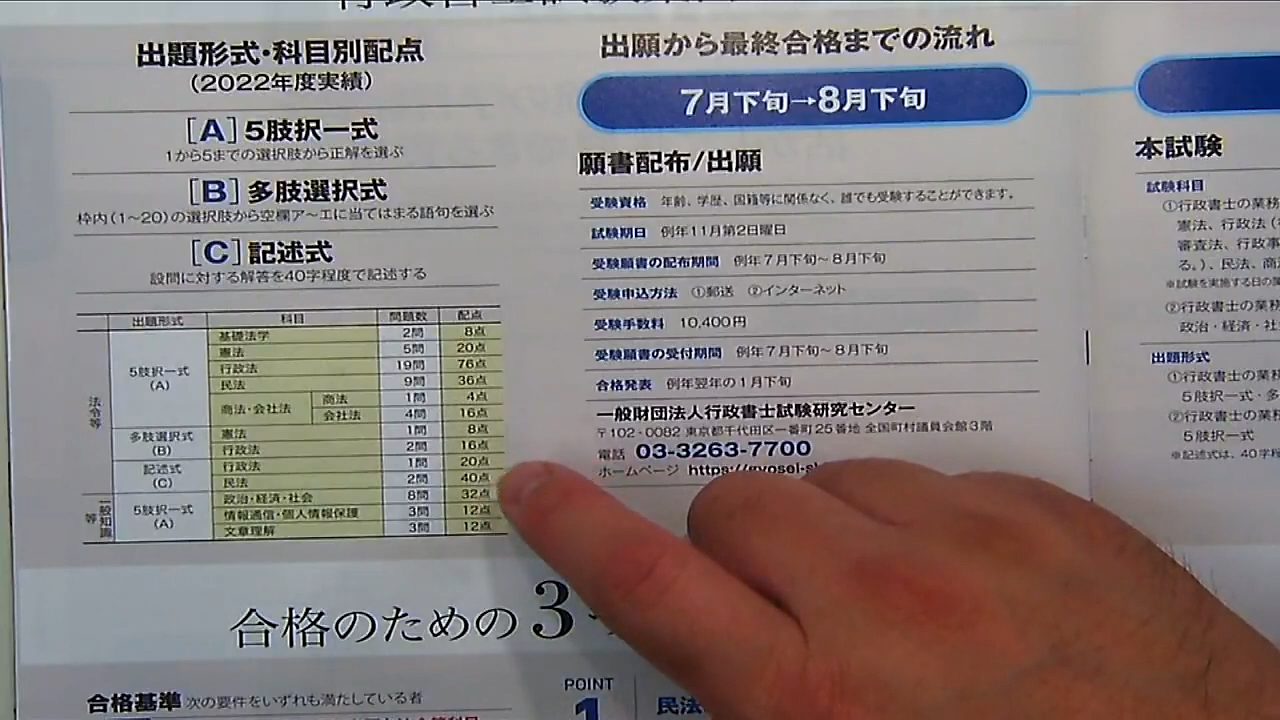 出題形式・科目別配点
(2022年度実績)
[A]5肢択一式
1から5までの選択肢から正解を選ぶ
[B]多肢選択式
枠内(1~20)の選択肢から空欄ア~エに当てはまる語句を選ぶ
[C]記述式
設問に対する解答を40字程度で記述する
出題形式 科目 問題数 配点
法令等 5肢択一式(A) 基礎法学 2問 8点
憲法 5問 20点
行政法 19問 76点
民法 9問 36点
商法・会社法 商法 1問 4点
会社法 4問 16点
多肢選択式(B) 憲法 1問 8点
行政法 2問 16点
記述式(C) 行政法 1問 20点
民法 2問 40点
一般知識等 5肢択一式(A) 政治・経済・社会 8問 32点
情報通信・個人情報保護 3問 12点
文章理解 3問 12点
出願から最終合格までの流れ
7月下旬→8月下旬
願書配布/出願
受験資格 年齢、学歴、国籍等に関係なく、誰でも受験することができます。
試験期日 例年11月第2日曜日
受験願書の配布期間 例年7月下旬~8月下旬
受験申込方法 ①郵送 ②インターネット
受験手数料 10,400円
受験願書の受付期間 例年7月下旬~8月下旬
合格発表 例年翌年の1月下旬
一般財団法人行政書士試験研究センター
〒102-0082 東京都千代田区一番町25番地 全国町村議員会館3階
電話 03-3263-7700
ホームページ https://gyosei-s
本試験
試験科目
①行政書士の業務
憲法、行政法(
審査法、行政事
る。)、民法、商
※試験を実施する日の属
②行政書士の業務
政治・経済・社
出題形式
①行政書士の業務
5肢択一式・多
②行政書士の業務
5肢択一式
※記述式は、40字程
合格のための3
合格基準 次の要件をいずれも満たしている者
POINT
1
民法